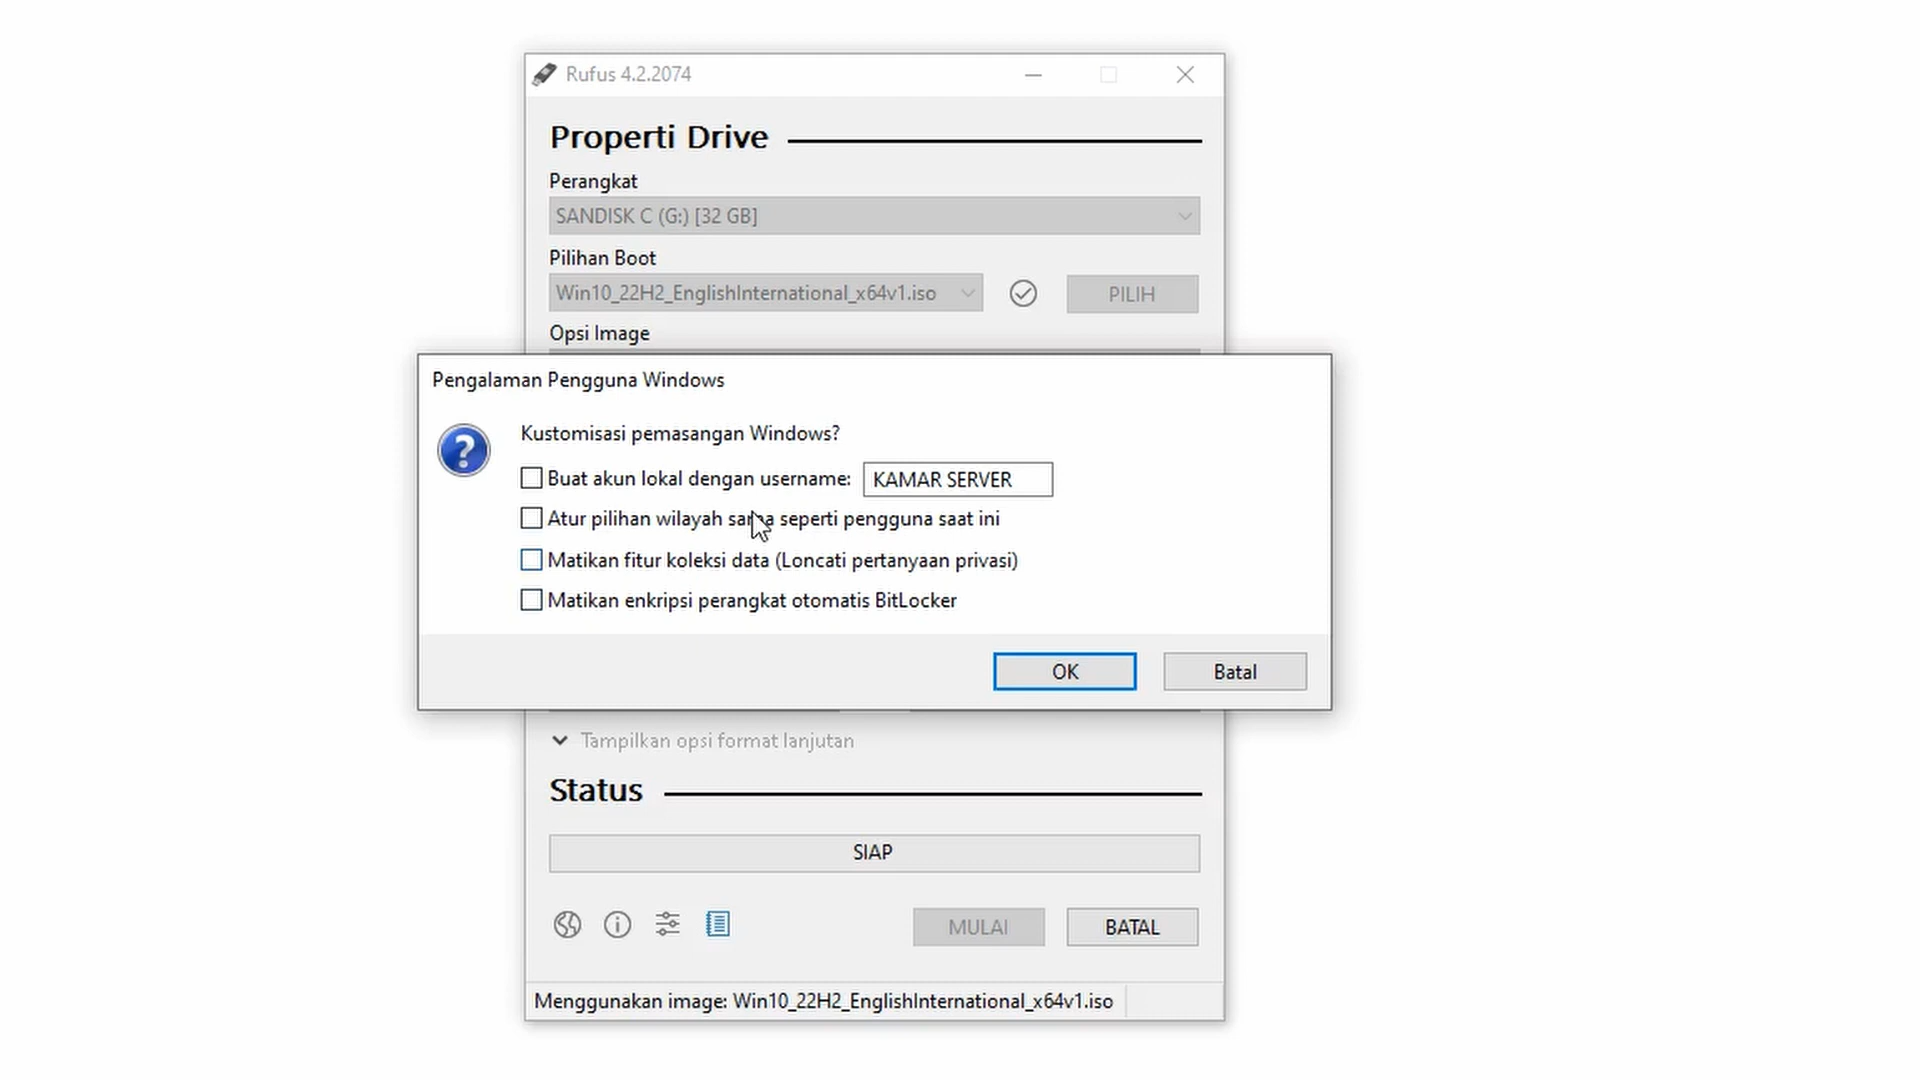 Rufus 4.2.2074
Properti Drive
Perangkat
SANDISK C (G:) [32 GB]
Pilihan Boot
Win10_22H2_EnglishInternational_x64v1.iso
PILIH
Opsi Image
Pengalaman Pengguna Windows
Kustomisasi pemasangan Windows?
Buat akun lokal dengan username: KAMAR SERVER
Atur pilihan wilayah sama seperti pengguna saat ini
Matikan fitur koleksi data (Loncati pertanyaan privasi)
Matikan enkripsi perangkat otomatis BitLocker
OK Batal
Tampilkan opsi format lanjutan
Status
SIAP
MULAI BATAL
Menggunakan image: Win10_22H2_EnglishInternational_x64v1.iso